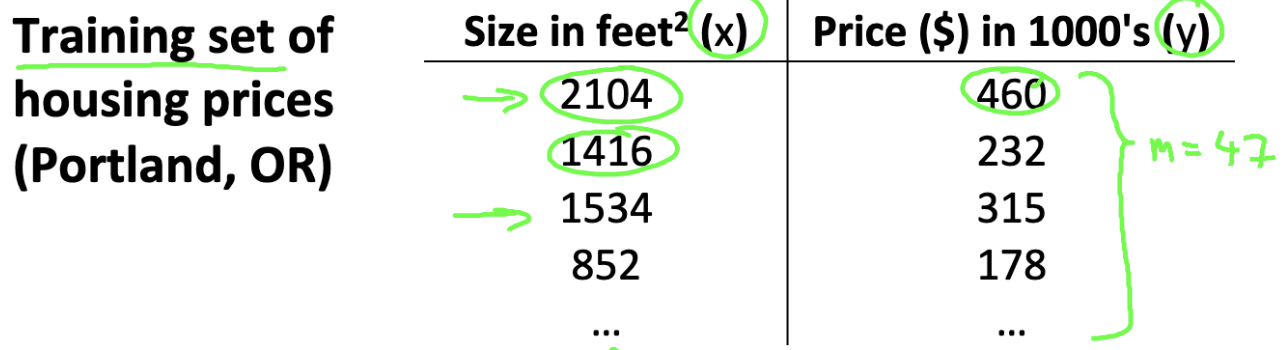 Training set of
housing prices
(Portland, OR)
Size in feet² (x) Price ($) in 1000's (y)
→ 2104 460
1416 232
→ 1534 315
852 178
... ...
m = 47